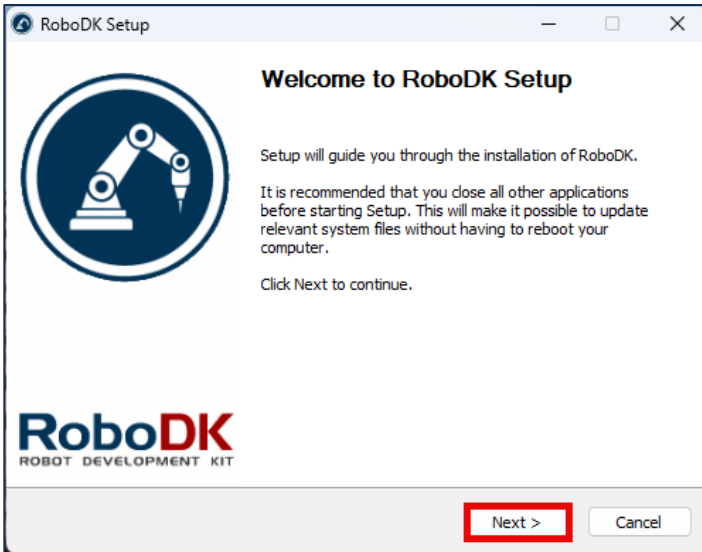 RoboDK Setup
Welcome to RoboDK Setup
Setup will guide you through the installation of RoboDK.
It is recommended that you close all other applications
before starting Setup. This will make it possible to update
relevant system files without having to reboot your
computer.
Click Next to continue.
RoboDK
ROBOT DEVELOPMENT KIT
Next >
Cancel